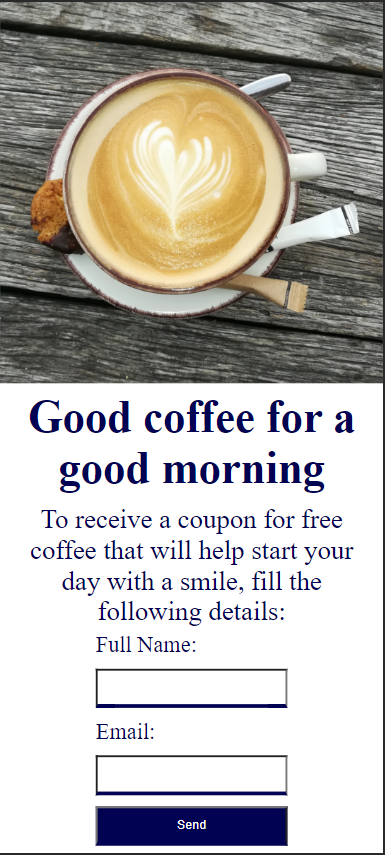 Good coffee for a
good morning
To receive a coupon for free
coffee that will help start your
day with a smile, fill the
following details:
Full Name:
Email:
Send